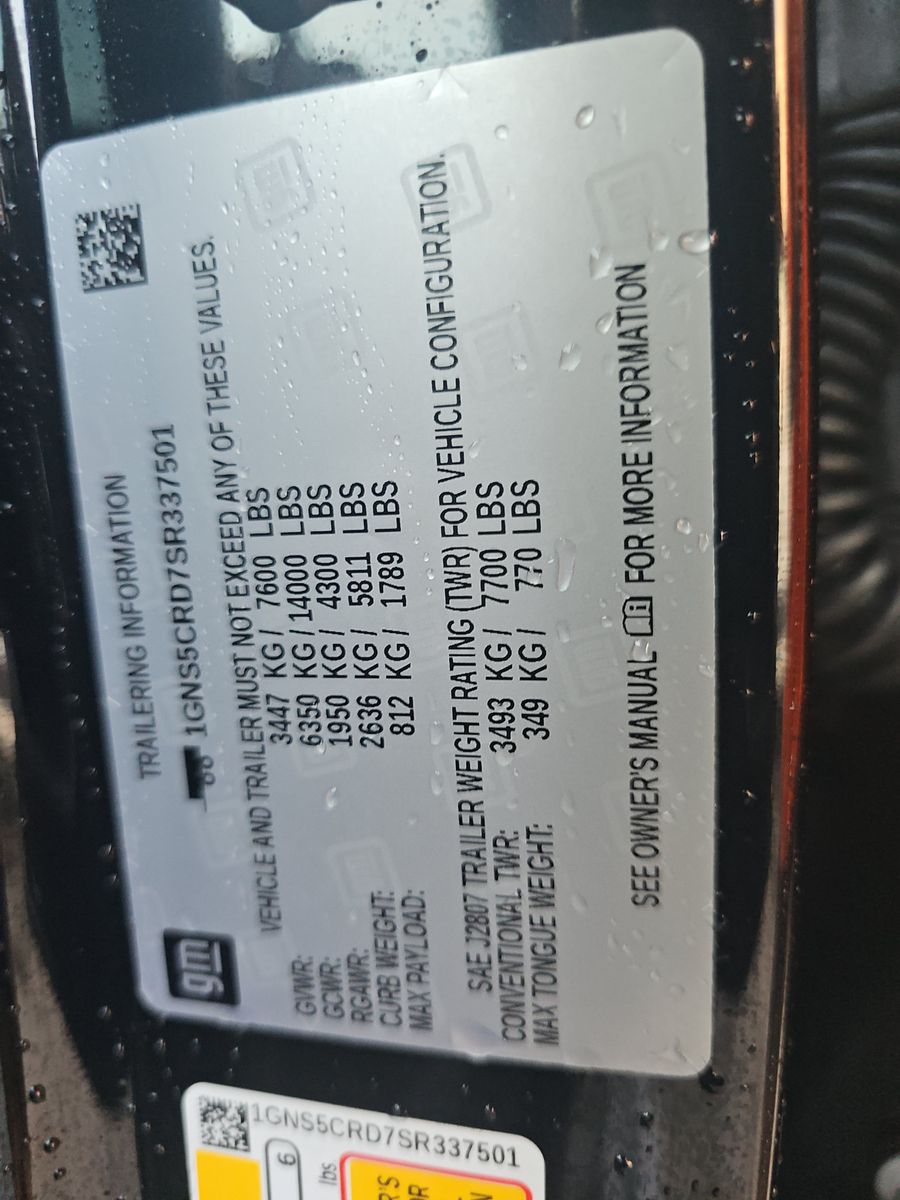 gm
TRAILERING INFORMATION
1GNS5CRD7SR337501
VEHICLE AND TRAILER MUST NOT EXCEED ANY OF THESE VALUES.
GVWR: 3447 KG / 7600 LBS
GCWR: 6350 KG / 14000 LBS
RGAWR: 1950 KG / 4300 LBS
CURB WEIGHT: 2636 KG / 5811 LBS
MAX PAYLOAD: 812 KG / 1789 LBS
SAE J2807 TRAILER WEIGHT RATING (TWR) FOR VEHICLE CONFIGURATION.
CONVENTIONAL TWR: 3493 KG / 7700 LBS
MAX TONGUE WEIGHT: 349 KG / 770 LBS
SEE OWNER'S MANUAL FOR MORE INFORMATION
1GNS5CRD7SR337501
6
lbs
R'S
OR
N